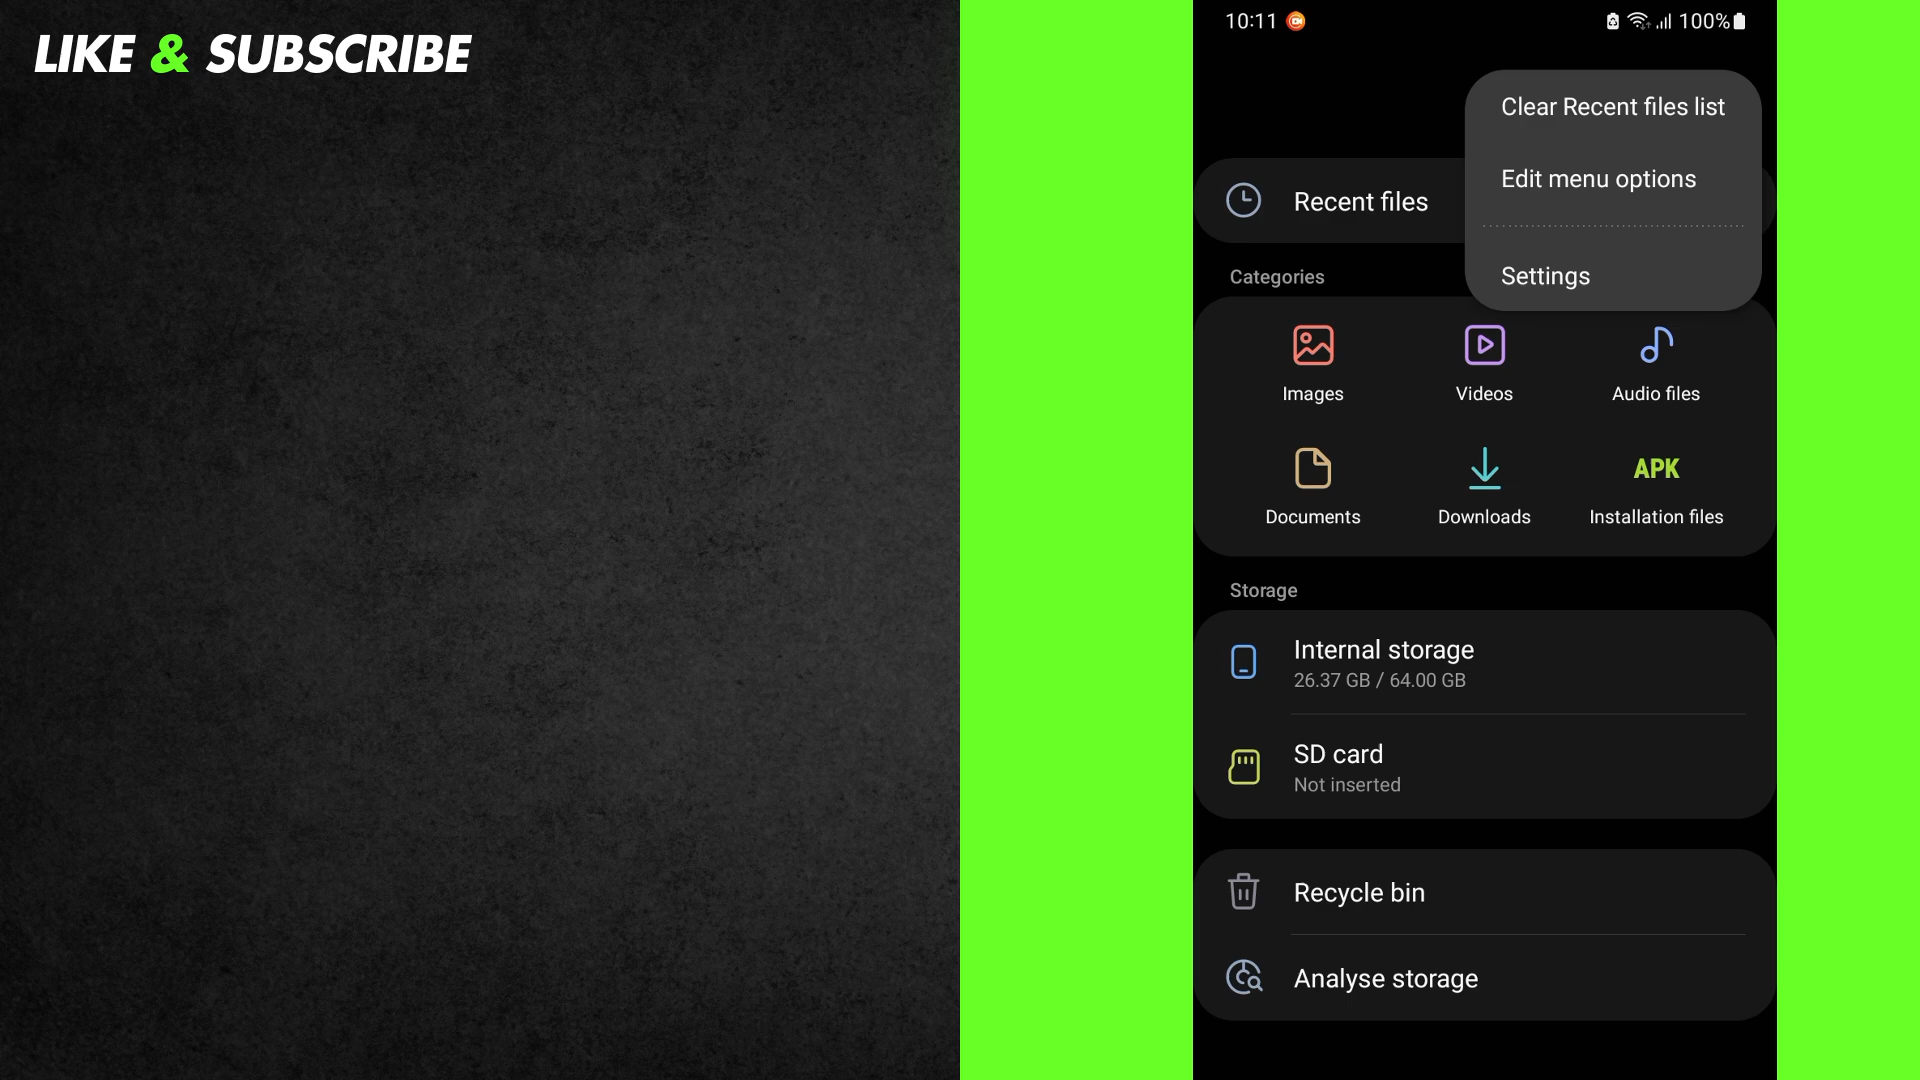 LIKE & SUBSCRIBE
10:11
100%
Clear Recent files list
Edit menu options
Settings
Recent files
Categories
Images
Videos
Audio files
APK
Documents
Downloads
Installation files
Storage
Internal storage
26.37 GB / 64.00 GB
SD card
Not inserted
Recycle bin
Analyse storage